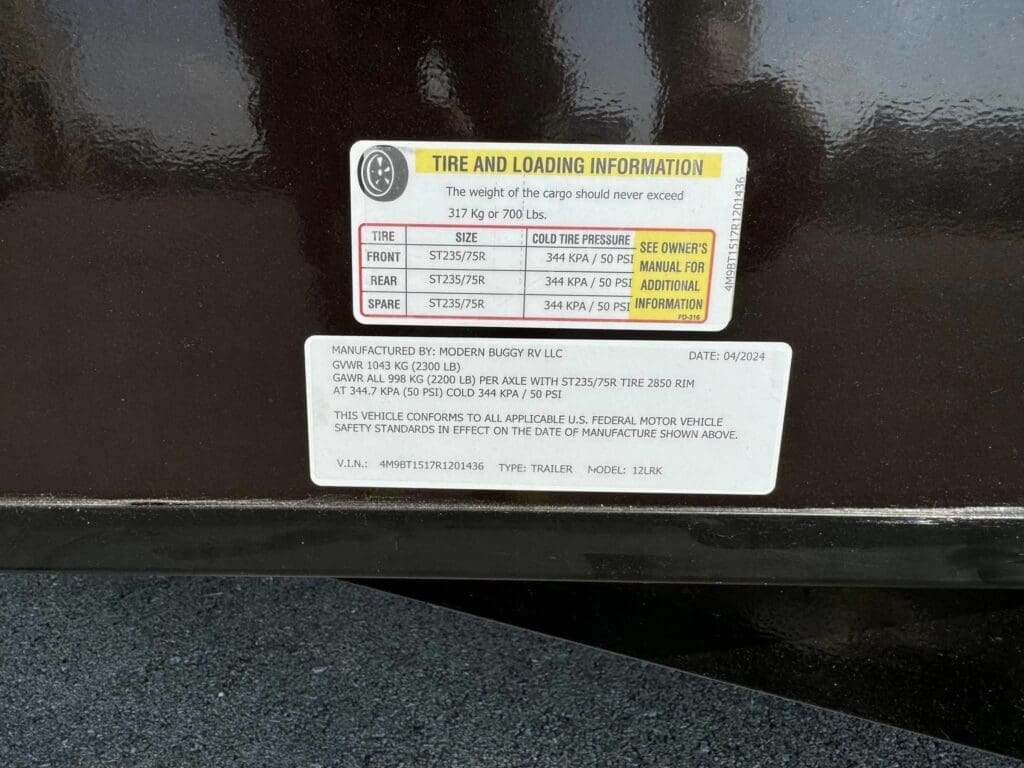 TIRE AND LOADING INFORMATION
The weight of the cargo should never exceed
317 Kg or 700 Lbs.
TIRE SIZE COLD TIRE PRESSURE
FRONT ST235/75R 344 KPA / 50 PSI
REAR ST235/75R 344 KPA / 50 PSI
SPARE ST235/75R 344 KPA / 50 PSI
SEE OWNER'S
MANUAL FOR
ADDITIONAL
INFORMATION
FD-316
4M9BT1517R1201436
MANUFACTURED BY: MODERN BUGGY RV LLC DATE: 04/2024
GVWR 1043 KG (2300 LB)
GAWR ALL 998 KG (2200 LB) PER AXLE WITH ST235/75R TIRE 2850 RIM
AT 344.7 KPA (50 PSI) COLD 344 KPA / 50 PSI
THIS VEHICLE CONFORMS TO ALL APPLICABLE U.S. FEDERAL MOTOR VEHICLE
SAFETY STANDARDS IN EFFECT ON THE DATE OF MANUFACTURE SHOWN ABOVE.
V.I.N.: 4M9BT1517R1201436 TYPE: TRAILER MODEL: 12LRK